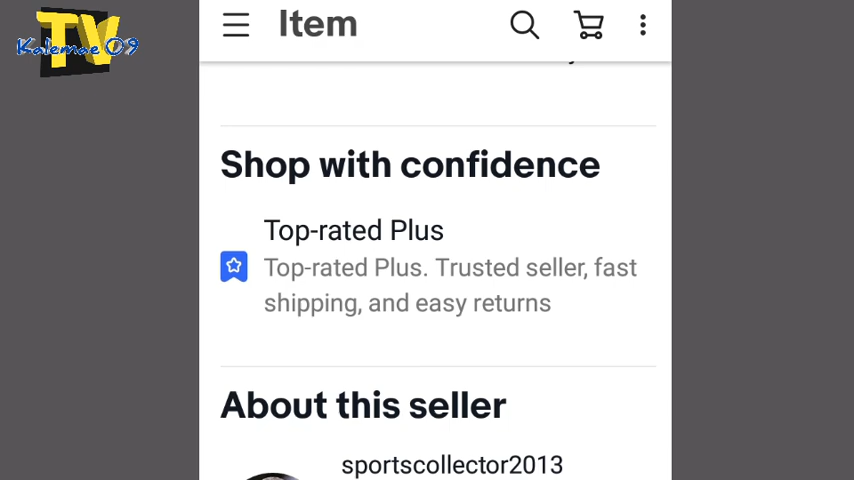 TV
Kalemae 09
Item
Shop with confidence
Top-rated Plus
Top-rated Plus. Trusted seller, fast
shipping, and easy returns
About this seller
sportscollector2013